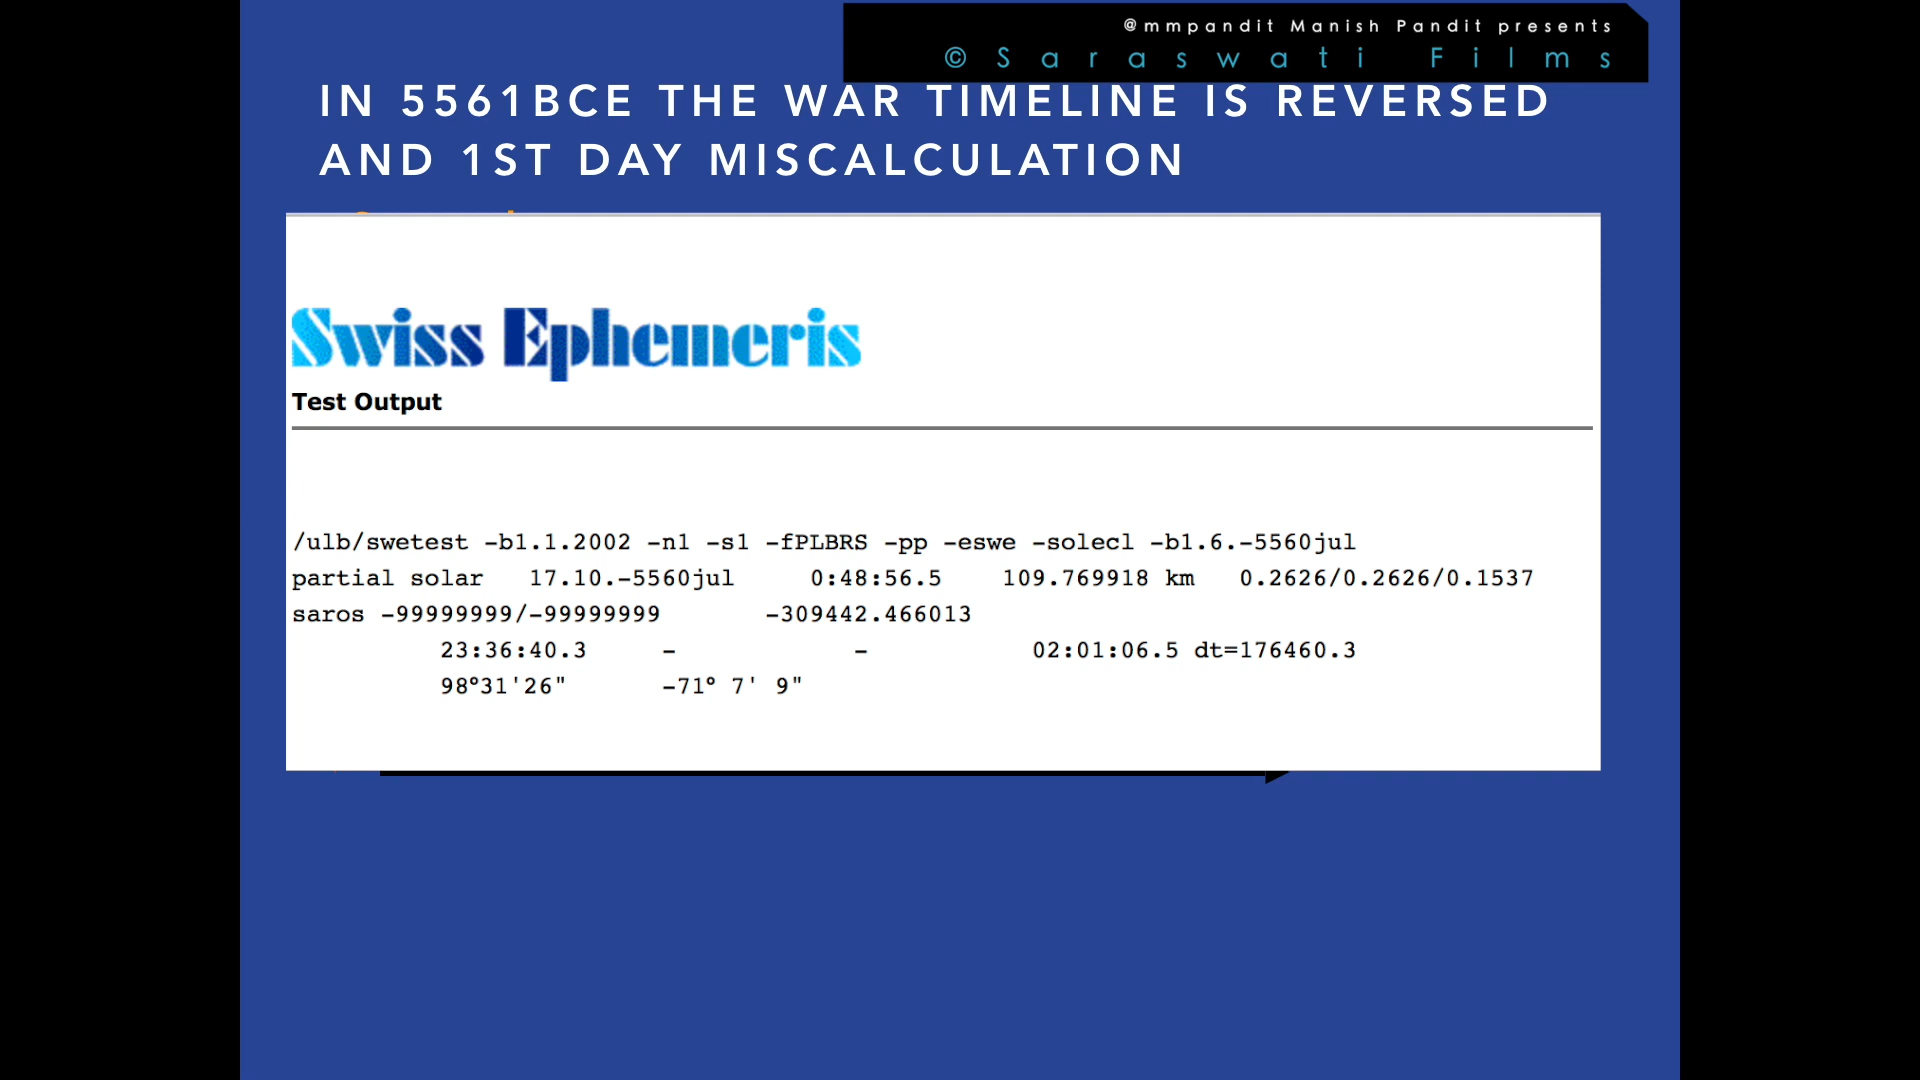 @mmpandit Manish Pandit presents
© Saraswati Films
IN 5561BCE THE WAR TIMELINE IS REVERSED
AND 1ST DAY MISCALCULATION
Swiss Ephemeris
Test Output
/ulb/swetest -b1.1.2002 -n1 -s1 -fPLBRS -pp -eswe -solecl -b1.6.-5560jul
partial solar 17.10.-5560jul 0:48:56.5 109.769918 km 0.2626/0.2626/0.1537
saros -99999999/-99999999 -309442.466013
23:36:40.3 - - 02:01:06.5 dt=176460.3
98°31'26" -71° 7' 9"